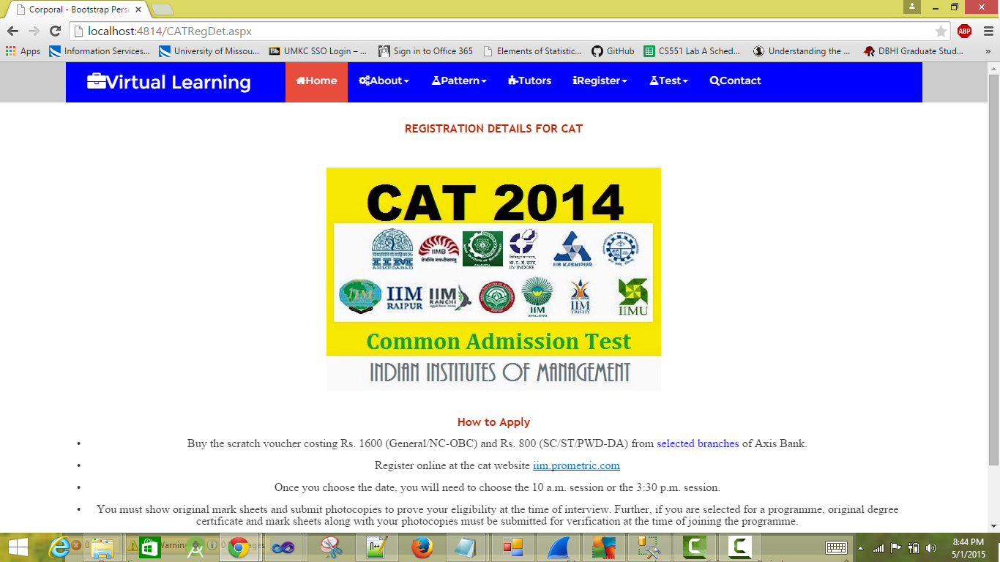 Corporal - Bootstrap Pers
localhost:4814/CATRegDet.aspx
ABP
Apps Information Services... University of Missou... Bb UMKC SSO Login – ... Sign in to Office 365 Elements of Statistic... GitHub CS551 Lab A Sched... Understanding the ... DBHI Graduate Stud... »
Virtual Learning Home About Pattern Tutors Register Test Contact
REGISTRATION DETAILS FOR CAT
CAT 2014
IIM AHMEDABAD IIMB CALCUTTA IIM INDORE IIM KASHIPUR
IIM IIM RAIPUR IIM RANCHI IIM SHILLONG IIM TRICHY IIMU
Common Admission Test
INDIAN INSTITUTES OF MANAGEMENT
How to Apply
• Buy the scratch voucher costing Rs. 1600 (General/NC-OBC) and Rs. 800 (SC/ST/PWD-DA) from selected branches of Axis Bank.
• Register online at the cat website iim.prometric.com
• Once you choose the date, you will need to choose the 10 a.m. session or the 3:30 p.m. session.
• You must show original mark sheets and submit photocopies to prove your eligibility at the time of interview. Further, if you are selected for a programme, original degree
certificate and mark sheets along with your photocopies must be submitted for verification at the time of joining the programme.
8:44 PM
5/1/2015